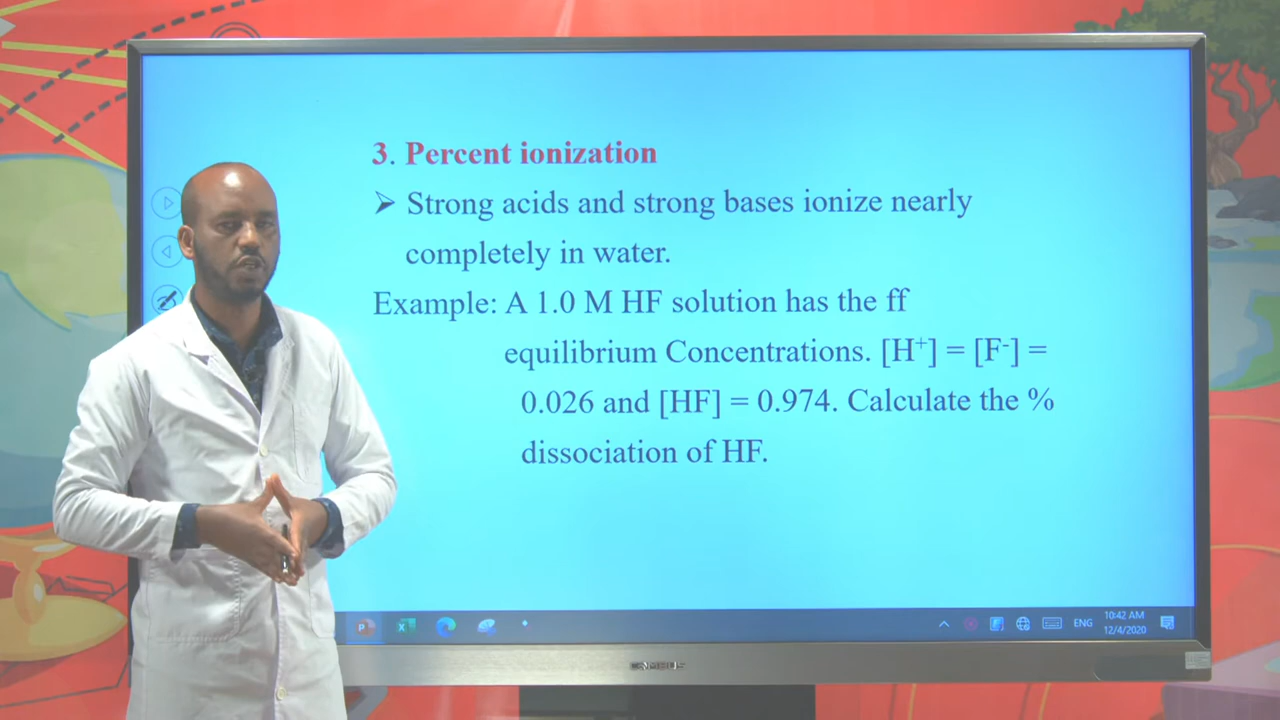 3. Percent ionization
➢ Strong acids and strong bases ionize nearly
completely in water.
Example: A 1.0 M HF solution has the ff
equilibrium Concentrations. [H⁺] = [F⁻] =
0.026 and [HF] = 0.974. Calculate the %
dissociation of HF.
ENG
10:42 AM
12/4/2020